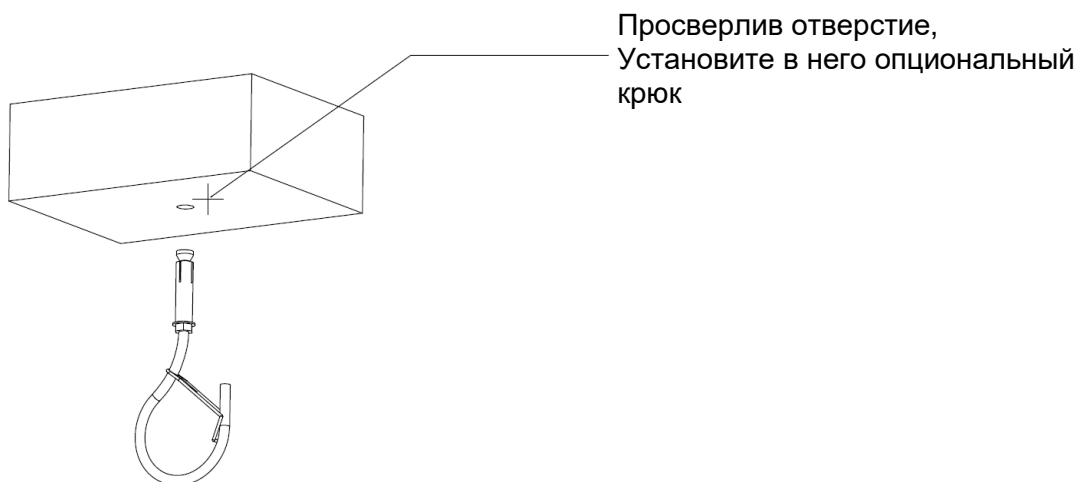 Просверлив отверстие,
Установите в него опциональный
крюк